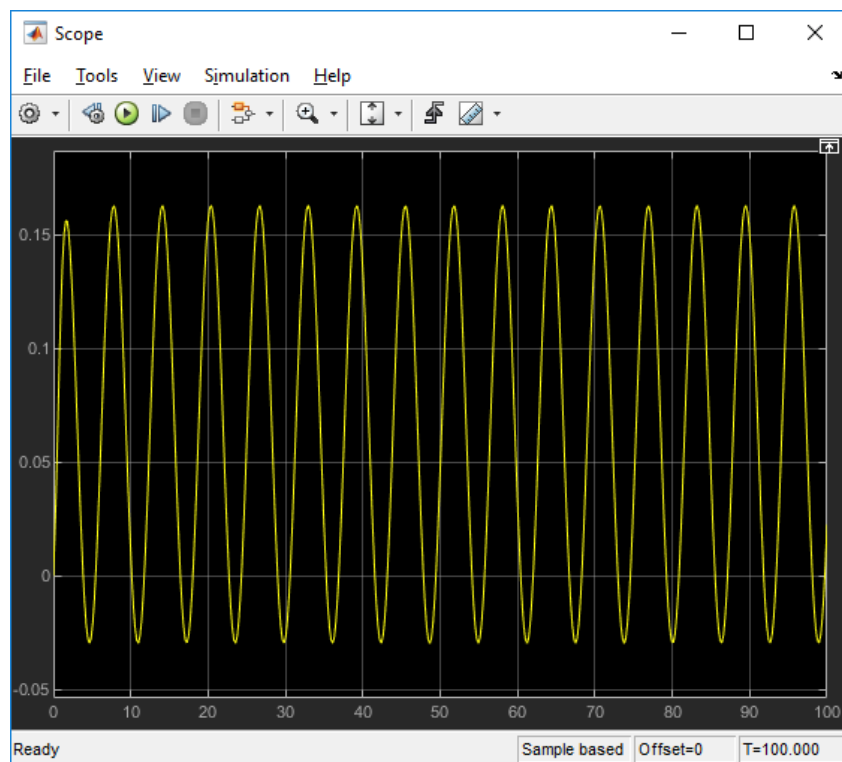 Scope
File Tools View Simulation Help
0.15
0.1
0.05
0
-0.05
0 10 20 30 40 50 60 70 80 90 100
Ready Sample based Offset=0 T=100.000